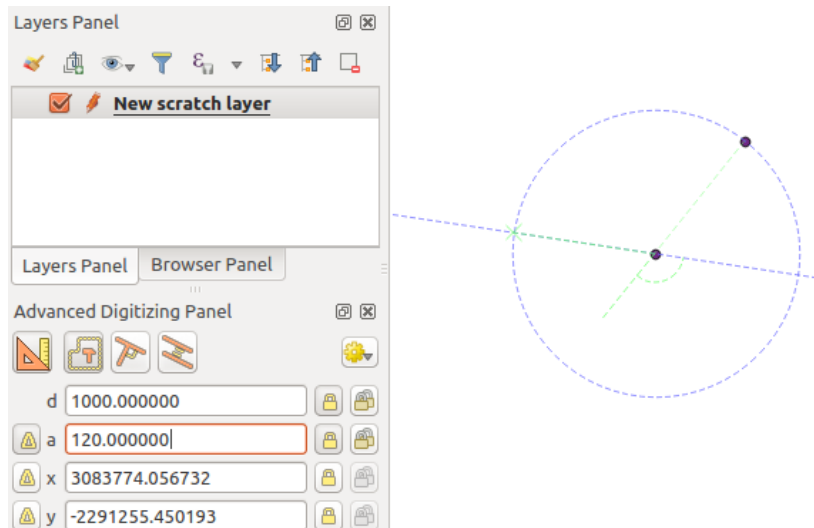 Layers Panel
New scratch layer
Layers Panel
Browser Panel
Advanced Digitizing Panel
d 1000.000000
a 120.000000
x 3083774.056732
y -2291255.450193